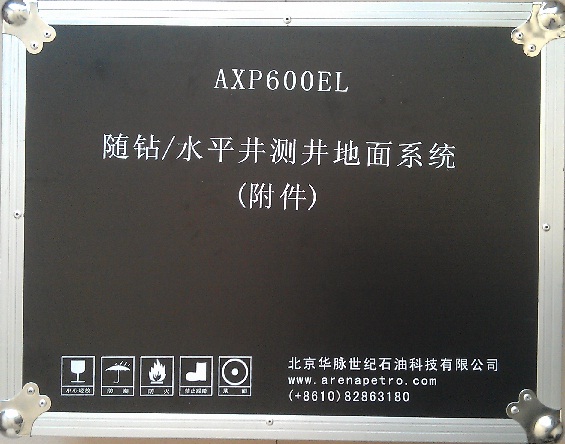 AXP600EL
随钻/水平井测井地面系统
(附件)
北京华脉世纪石油科技有限公司
www.arenapetro.com
(+8610)82863180